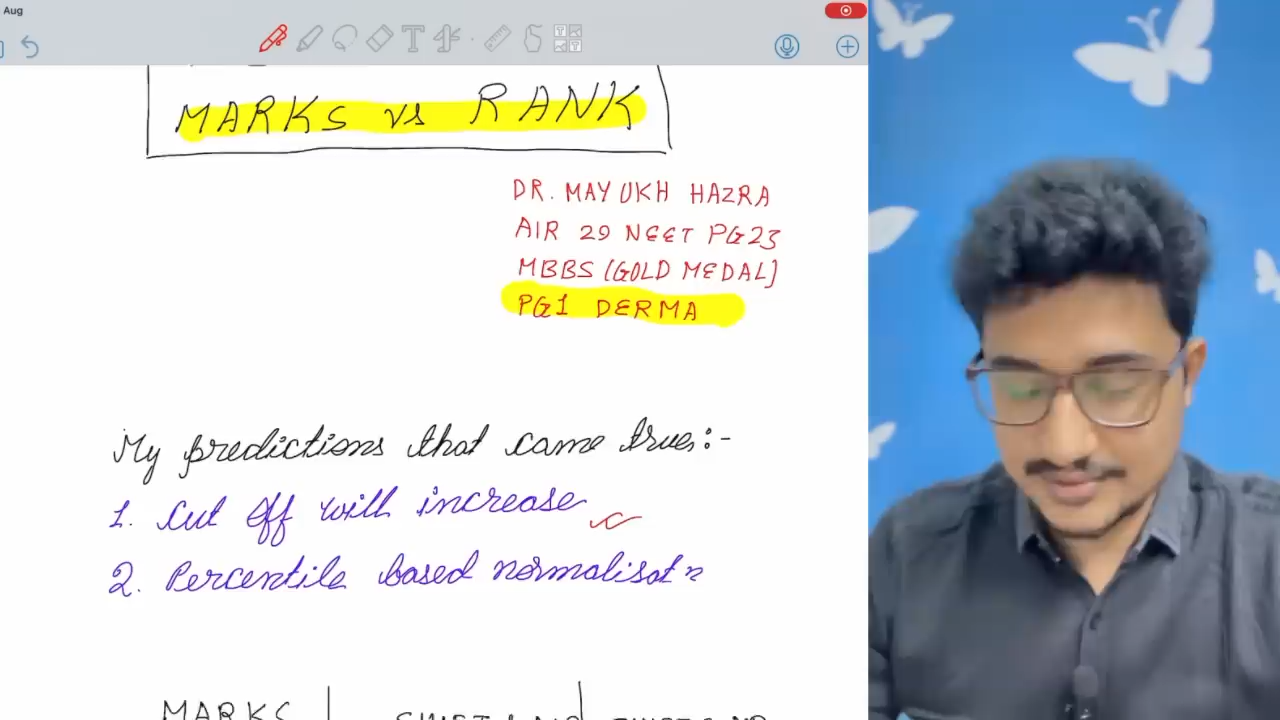 Aug
MARKS vs RANK
DR. MAYUKH HAZRA
AIR 29 NEET PG23
MBBS (GOLD MEDAL)
PG1 DERMA
My predictions that came true:-
1. Cut off will increase
2. Percentile based normalisatn
MARKS